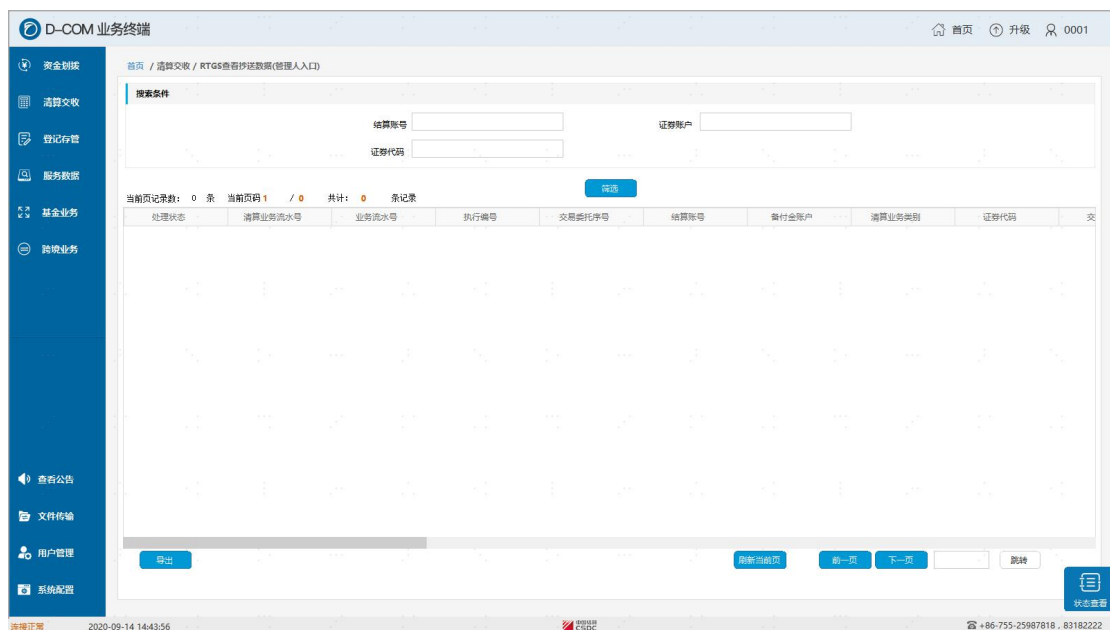 D-COM 业务终端
首页 升级 0001
资金划拨
清算交收
登记存管
服务数据
基金业务
跨境业务
查看公告
文件传输
用户管理
系统配置
首页 / 清算交收 / RTGS查看抄送数据(管理人入口)
搜索条件
结算账号 证券账户
证券代码
筛选
当前页记录数: 0 条 当前页码 1 / 0 共计: 0 条记录
处理状态 清算业务流水号 业务流水号 执行编号 交易委托序号 结算账号 备付金账户 清算业务类别 证券代码 交
导出 刷新当前页 前一页 下一页 跳转
状态查看
连接正常 2020-09-14 14:43:56 中国结算 CSDC +86-755-25987818 , 83182222